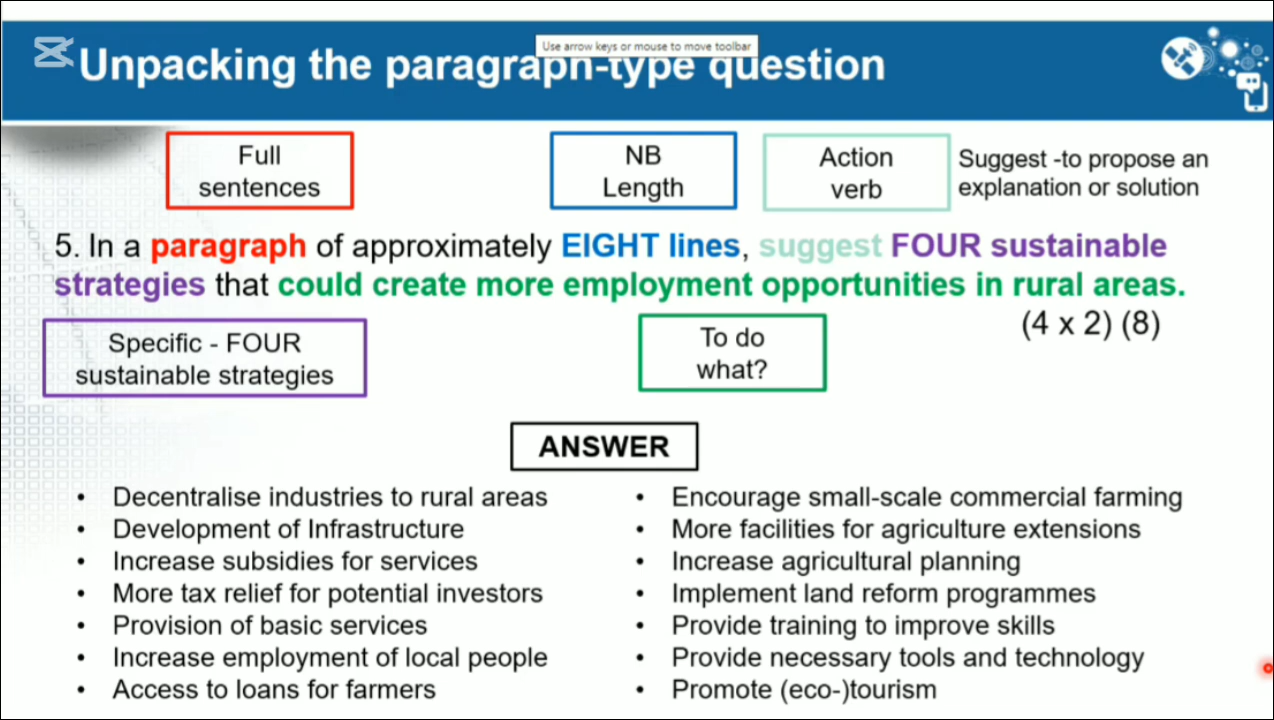 Use arrow keys or mouse to move toolbar
Unpacking the paragraph-type question
Full
sentences
NB
Length
Action
verb
Suggest -to propose an
explanation or solution
5. In a paragraph of approximately EIGHT lines, suggest FOUR sustainable
strategies that could create more employment opportunities in rural areas.
(4 x 2) (8)
Specific - FOUR
sustainable strategies
To do
what?
ANSWER
• Decentralise industries to rural areas
• Development of Infrastructure
• Increase subsidies for services
• More tax relief for potential investors
• Provision of basic services
• Increase employment of local people
• Access to loans for farmers
• Encourage small-scale commercial farming
• More facilities for agriculture extensions
• Increase agricultural planning
• Implement land reform programmes
• Provide training to improve skills
• Provide necessary tools and technology
• Promote (eco-)tourism